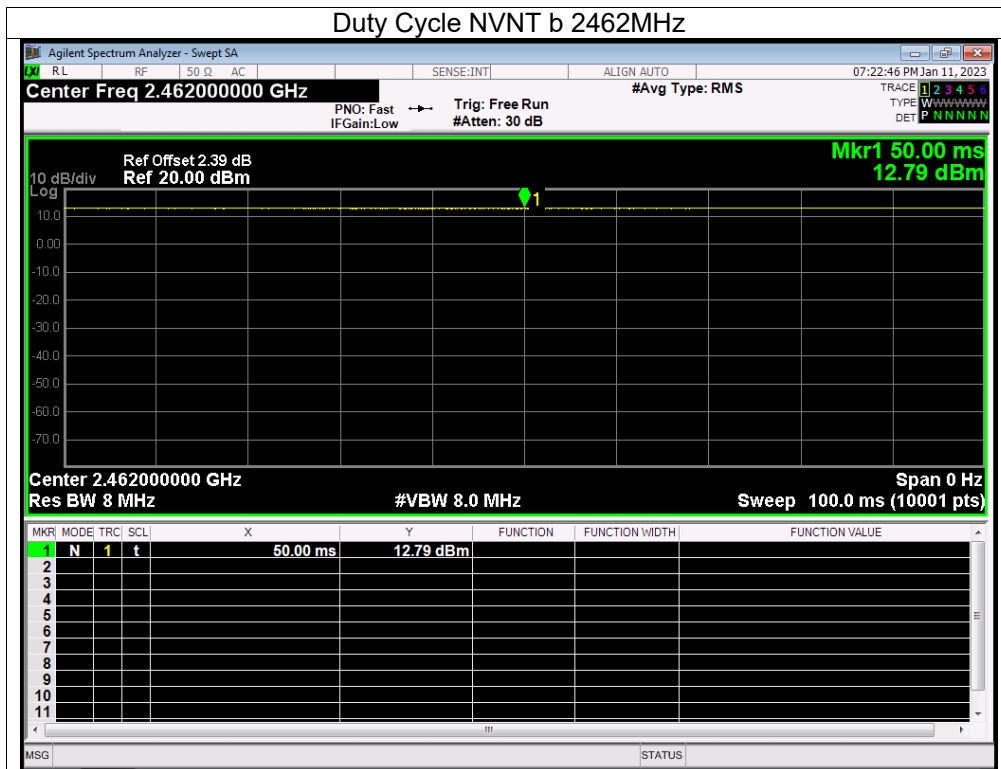 Duty Cycle NVNT b 2462MHz
Agilent Spectrum Analyzer - Swept SA
LXI RL RF 50 Ω AC SENSE:INT ALIGN AUTO 07:22:46 PM Jan 11, 2023
Center Freq 2.462000000 GHz #Avg Type: RMS TRACE 1 2 3 4 5 6
PNO: Fast Trig: Free Run TYPE WWWWWWW
IFGain:Low #Atten: 30 dB DET P N N N N N
Mkr1 50.00 ms
Ref Offset 2.39 dB
10 dB/div Ref 20.00 dBm 12.79 dBm
Log
1
10.0
0.00
-10.0
-20.0
-30.0
-40.0
-50.0
-60.0
-70.0
Center 2.462000000 GHz Span 0 Hz
Res BW 8 MHz #VBW 8.0 MHz Sweep 100.0 ms (10001 pts)
MKR MODE TRC SCL X Y FUNCTION FUNCTION WIDTH FUNCTION VALUE
1 N 1 t 50.00 ms 12.79 dBm
2
3
4
5
6
7
8
9
10
11
MSG STATUS